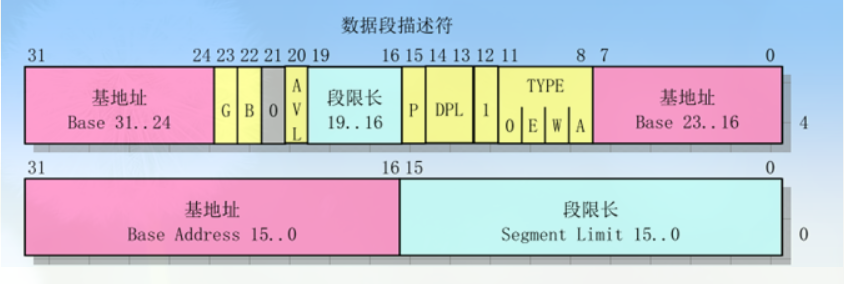 数据段描述符
31 24 23 22 21 20 19 16 15 14 13 12 11 8 7 0
基地址
Base 31..24
G
B
0
A
V
L
段限长
19..16
P
DPL
1
TYPE
0 E W A
基地址
Base 23..16
4
31 16 15 0
基地址
Base Address 15..0
段限长
Segment Limit 15..0
0